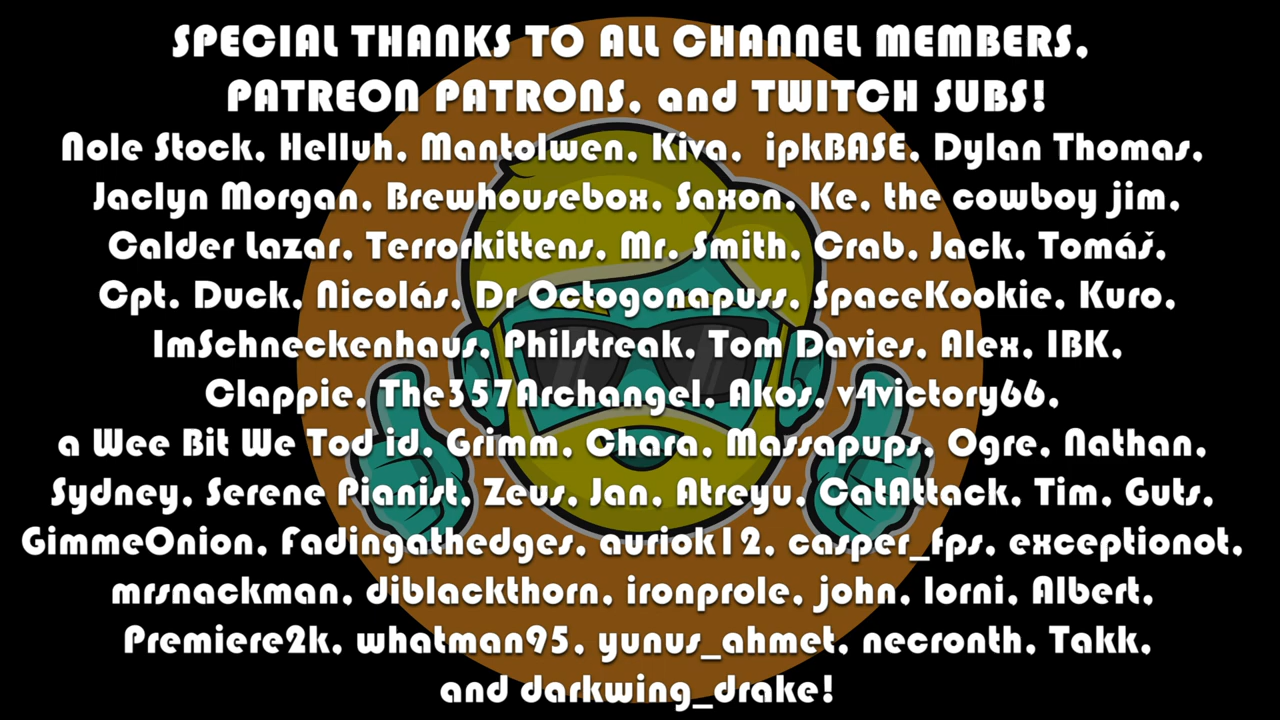 SPECIAL THANKS TO ALL CHANNEL MEMBERS,
PATREON PATRONS, and TWITCH SUBS!
Nole Stock, Helluh, Mantolwen, Kiva, ipkBASE, Dylan Thomas,
Jaclyn Morgan, Brewhousebox, Saxon, Ke, the cowboy jim,
Calder Lazar, Terrorkittens, Mr. Smith, Crab, Jack, Tomáš,
Cpt. Duck, Nicolás, Dr Octogonapuss, SpaceKookie, Kuro,
ImSchneckenhaus, Philstreak, Tom Davies, Alex, IBK,
Clappie, The357Archangel, Akos, v4victory66,
a Wee Bit We Tod id, Grimm, Chara, Massapups, Ogre, Nathan,
Sydney, Serene Pianist, Zeus, Jan, Atreyu, CatAttack, Tim, Guts,
GimmeOnion, Fadingathedges, auriok12, casper_fps, exceptionot,
mrsnackman, diblackthorn, ironprole, john, lorni, Albert,
Premiere2k, whatman95, yunus_ahmet, necronth, Takk,
and darkwing_drake!